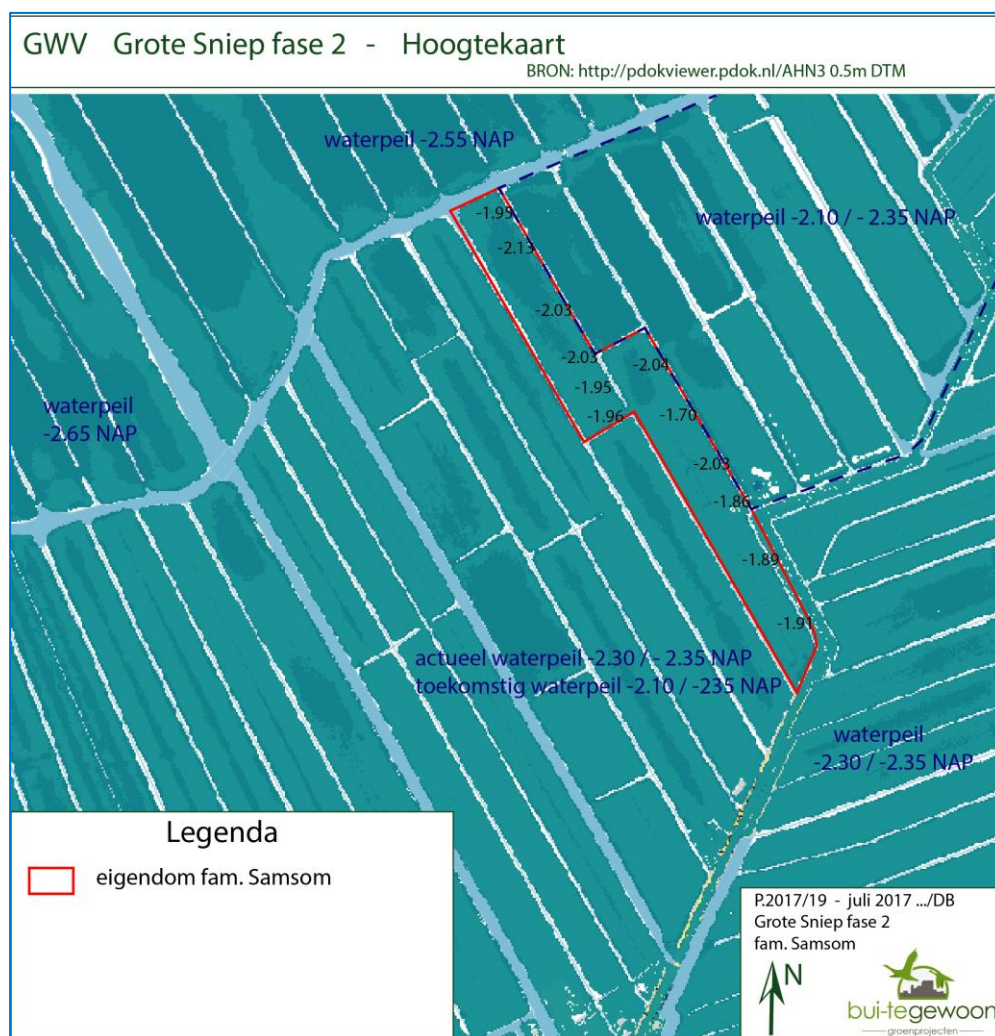 GWV Grote Sniep fase 2 - Hoogtekaart
BRON: http://pdokviewer.pdok.nl/AHN3 0.5m DTM
waterpeil -2.55 NAP
waterpeil -2.10 / - 2.35 NAP
-1.95
-2.13
-2.03
-2.03
-2.04
-1.95
-1.96
-1.70
waterpeil
-2.65 NAP
-2.03
-1.86
-1.89
-1.91
actueel waterpeil -2.30 / - 2.35 NAP
toekomstig waterpeil -2.10 / -235 NAP
waterpeil
-2.30 / -2.35 NAP
Legenda
eigendom fam. Samsom
P.2017/19 - juli 2017 .../DB
Grote Sniep fase 2
fam. Samsom
N
bui-tegewoon
groenprojecten